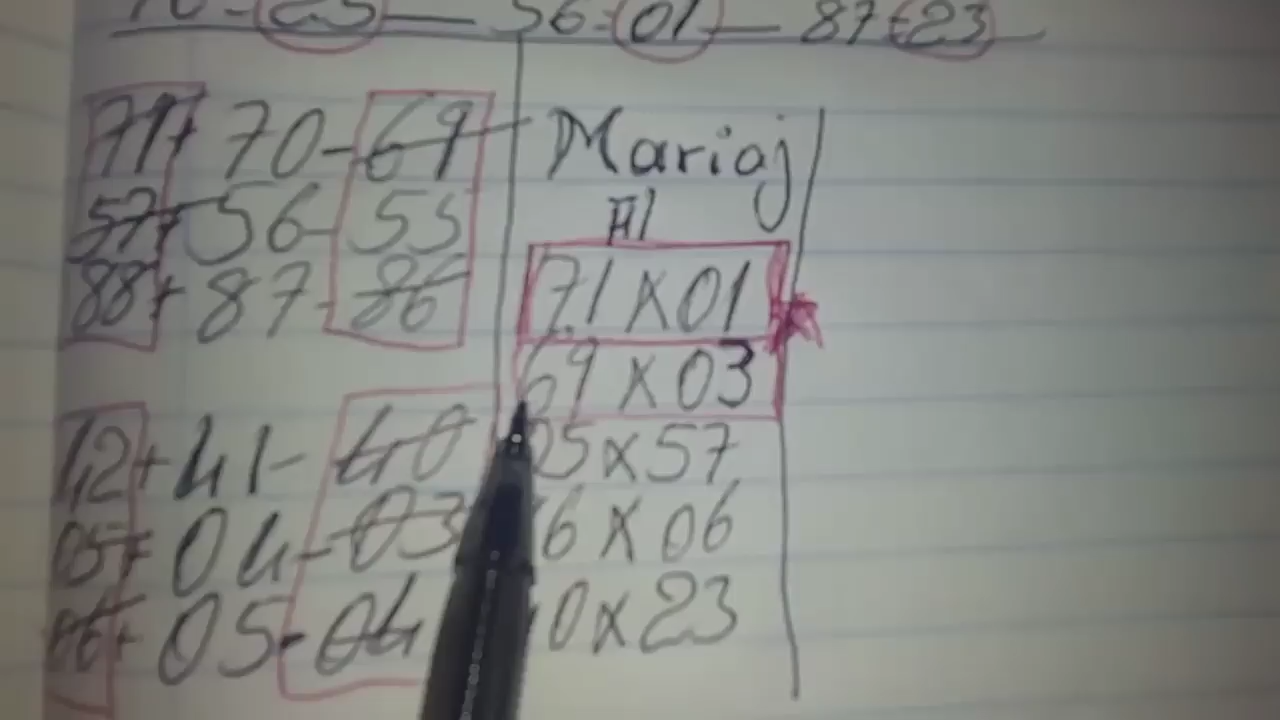 56-01 — 87-23
71+ 70-69
57+ 56-55
88+ 87-86
42+41-40
05+04-03
06+05-04
Mariaj
71X01
69X03
05x57
6X06
0x23